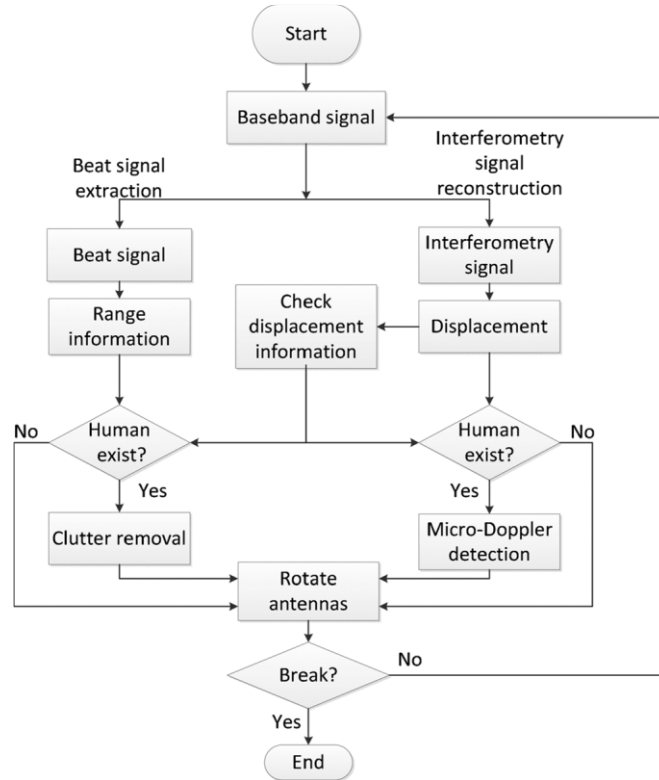 Start
Baseband signal
Beat signal
extraction
Interferometry
signal
reconstruction
Beat signal
Interferometry
signal
Range
information
Check
displacement
information
Displacement
No
Human
exist?
Human
exist?
No
Yes
Yes
Clutter removal
Micro-Doppler
detection
Rotate
antennas
Break?
No
Yes
End